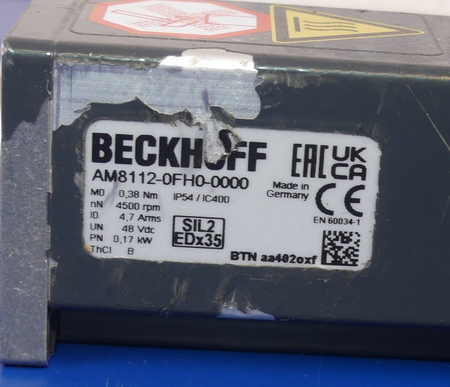 BECKHOFF
EAC UK CA
AM8112-0FH0-0000
M0 0,38 Nm IP54 / IC400
Made in Germany
CE
nN 4500 rpm
I0 4,7 Arms
EN 60034-1
UN 48 Vdc
SIL2
PN 0,17 kW
EDx35
ThCl B
BTN aa402oxf